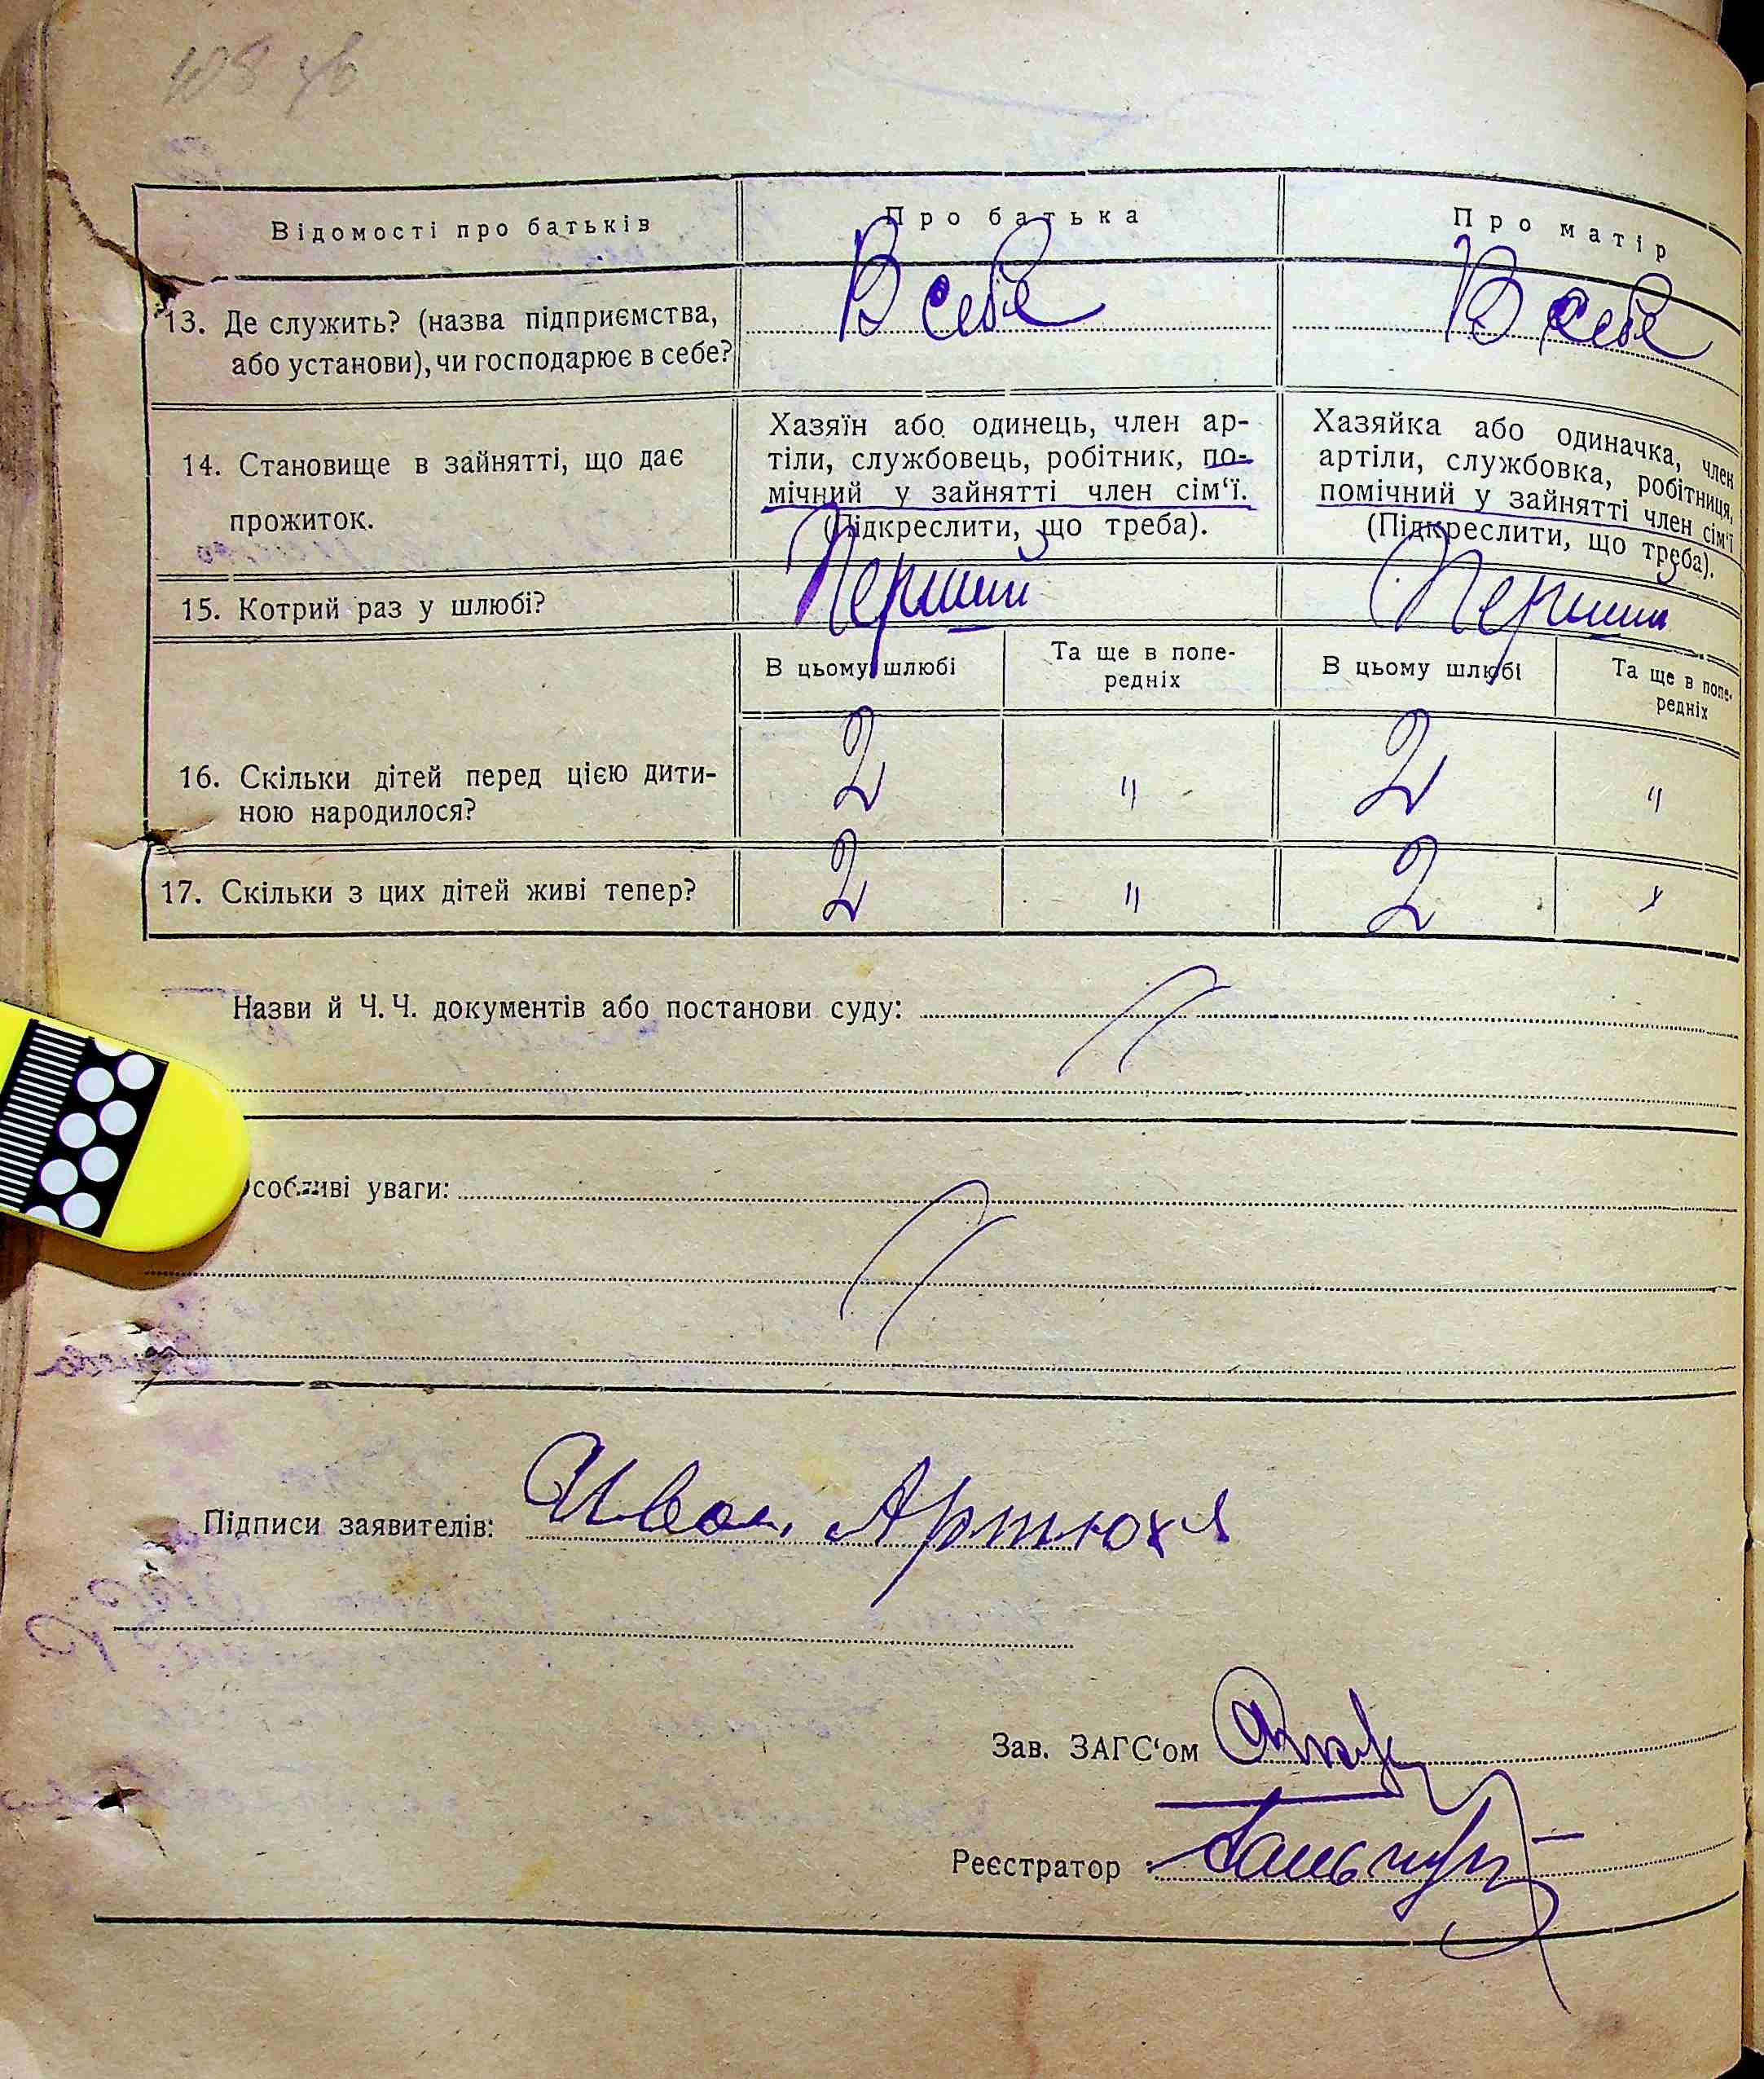 Відомості про батьків
Про батька
Про матір
13. Де служить? (назва підприємства,
або установи), чи господарює в себе?
В себе
В себе
14. Становище в зайнятті, що дає
прожиток.
Хазяїн або одинець, член ар-
тіли, службовець, робітник, по-
мічний у зайнятті член сім‘ї.
(Підкреслити, що треба).
Хазяйка або одиначка, член
артіли, службовка, робітниця,
помічний у зайнятті член сім‘ї
(Підкреслити, що треба).
15. Котрий раз у шлюбі?
Перший
Перший
В цьому шлюбі
Та ще в попе-
редніх
В цьому шлюбі
Та ще в попе-
редніх
16. Скільки дітей перед цією дити-
ною народилося?
2 " 2 "
17. Скільки з цих дітей живі тепер?
2 " 2
Назви й Ч. Ч. документів або постанови суду:
собливі уваги:
Підписи заявителів: Иван Артюхя
Зав. ЗАГС‘ом
Реєстратор